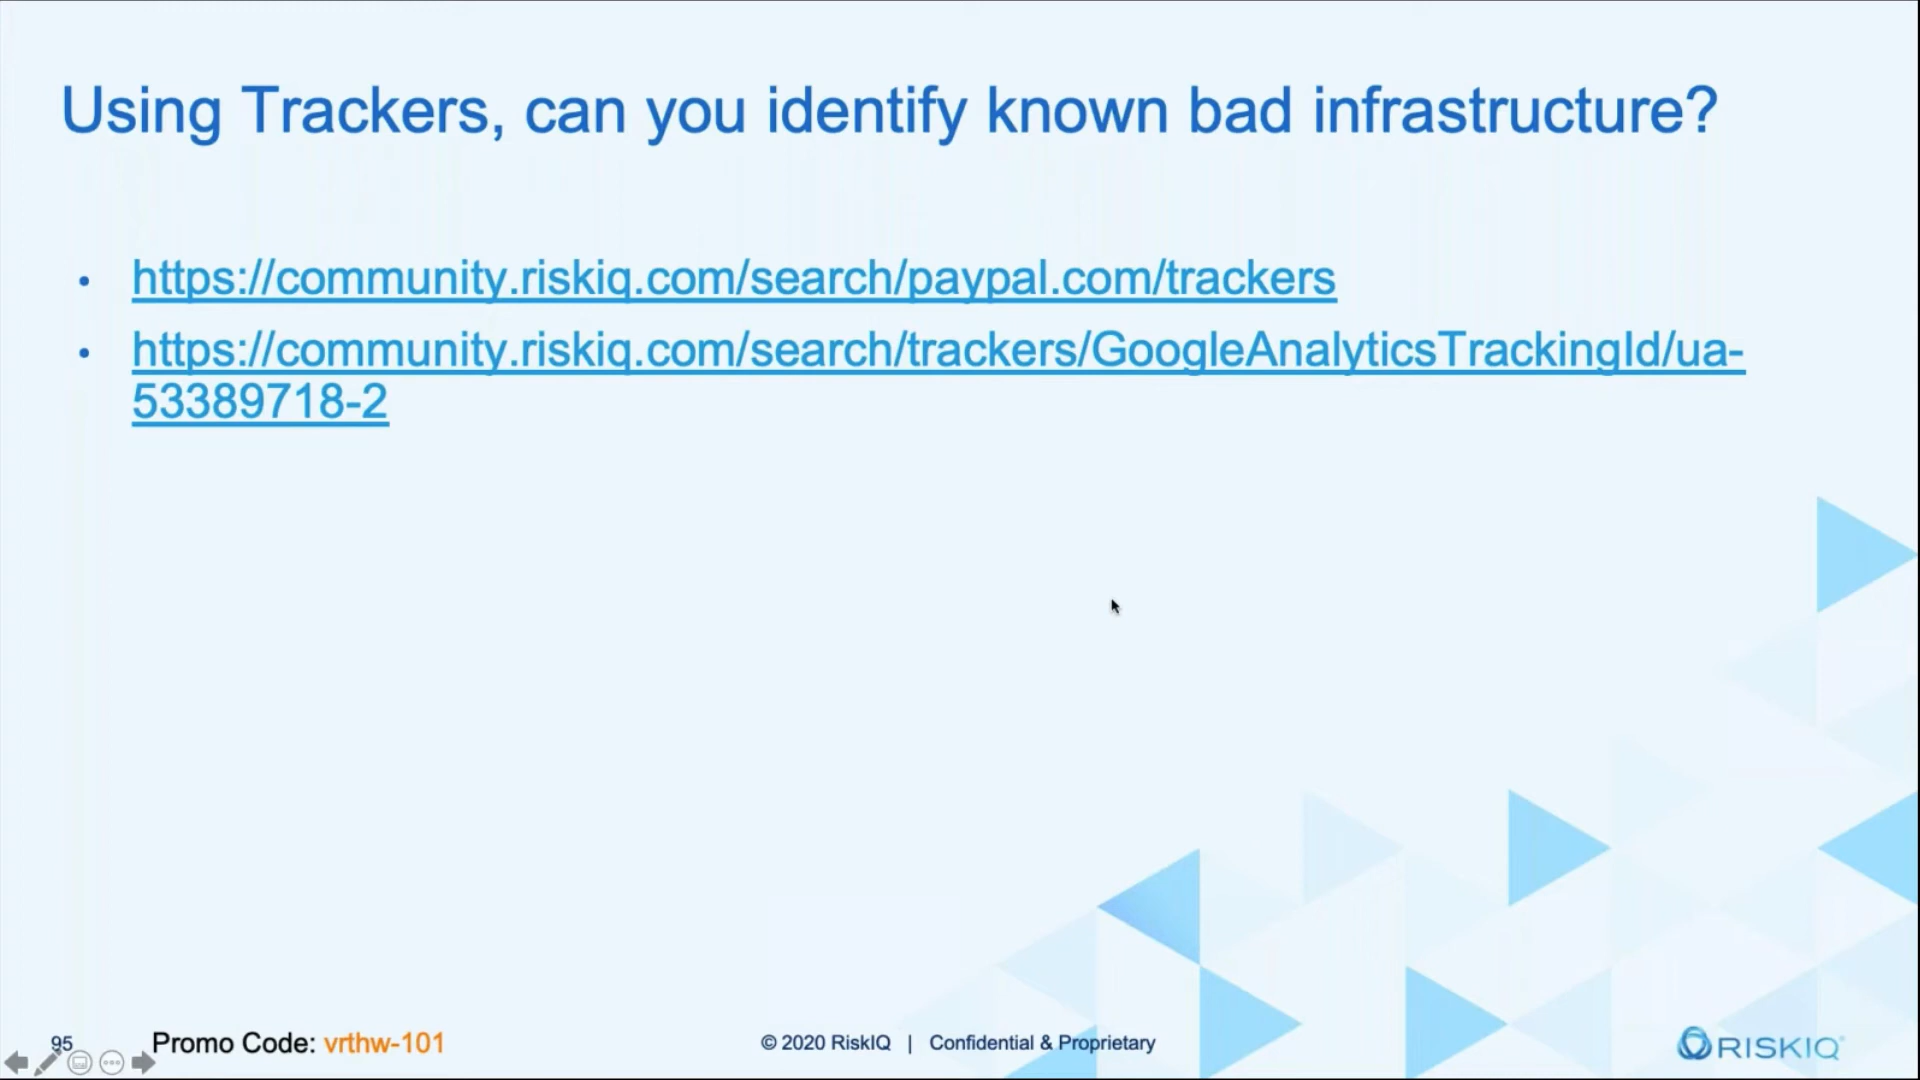 Using Trackers, can you identify known bad infrastructure?
• https://community.riskiq.com/search/paypal.com/trackers
• https://community.riskiq.com/search/trackers/GoogleAnalyticsTrackingId/ua-
53389718-2
95
Promo Code: vrthw-101
© 2020 RiskIQ | Confidential & Proprietary
RISKIQ